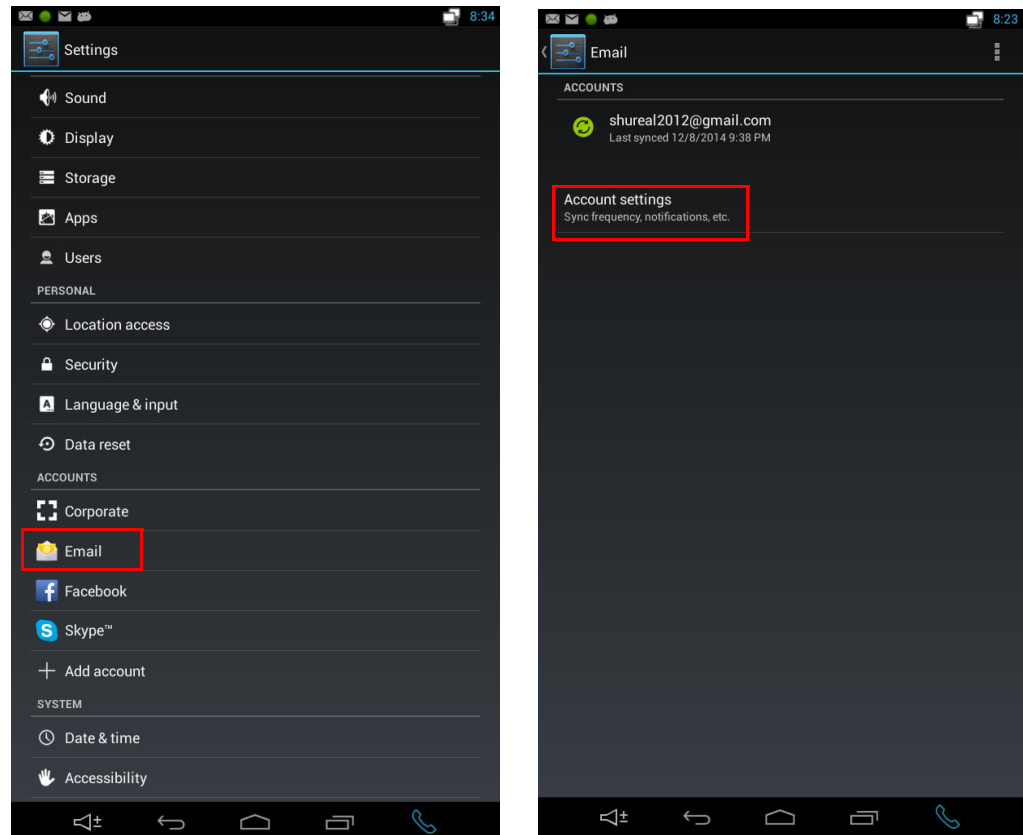 8:34
Settings
Sound
Display
Storage
Apps
Users
PERSONAL
Location access
Security
Language & input
Data reset
ACCOUNTS
Corporate
Email
Facebook
Skype™
Add account
SYSTEM
Date & time
Accessibility
8:23
Email
ACCOUNTS
shureal2012@gmail.com
Last synced 12/8/2014 9:38 PM
Account settings
Sync frequency, notifications, etc.